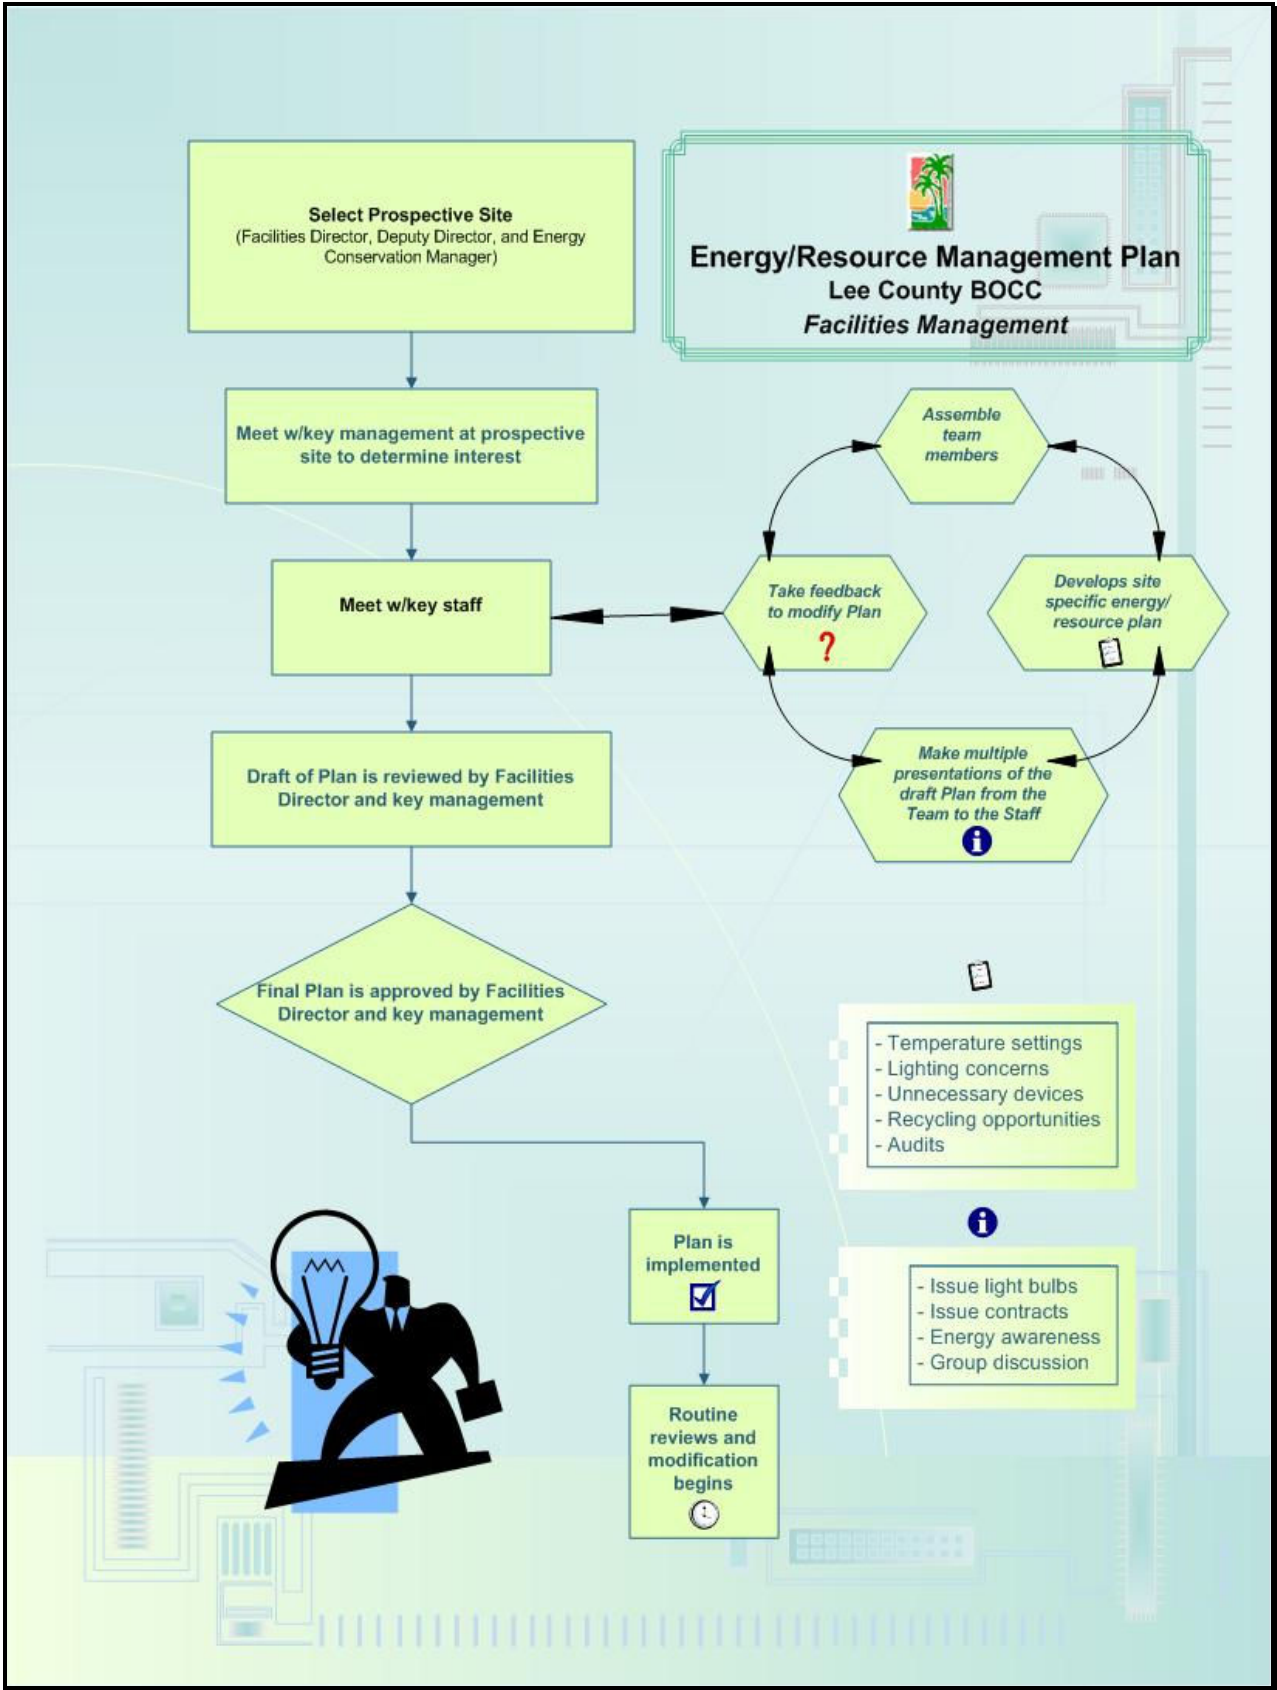 Select Prospective Site
(Facilities Director, Deputy Director, and Energy
Conservation Manager)
Energy/Resource Management Plan
Lee County BOCC
Facilities Management
Meet w/key management at prospective
site to determine interest
Assemble
team
members
Meet w/key staff
Take feedback
to modify Plan
?
Develops site
specific energy/
resource plan
Draft of Plan is reviewed by Facilities
Director and key management
Make multiple
presentations of the
draft Plan from the
Team to the Staff
i
Final Plan is approved by Facilities
Director and key management
- Temperature settings
- Lighting concerns
- Unnecessary devices
- Recycling opportunities
- Audits
Plan is
implemented
i
- Issue light bulbs
- Issue contracts
- Energy awareness
- Group discussion
Routine
reviews and
modification
begins